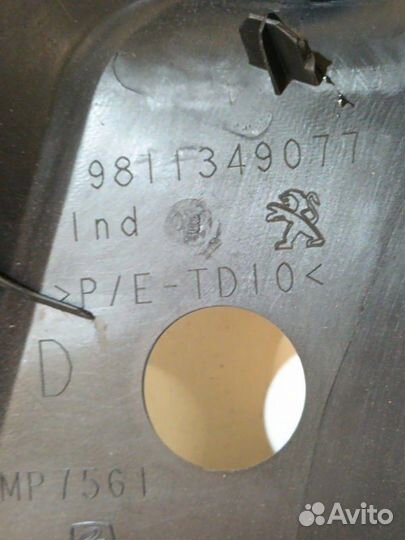 9811349077
Ind
>P/E-TD10<
D
MP7561
Avito